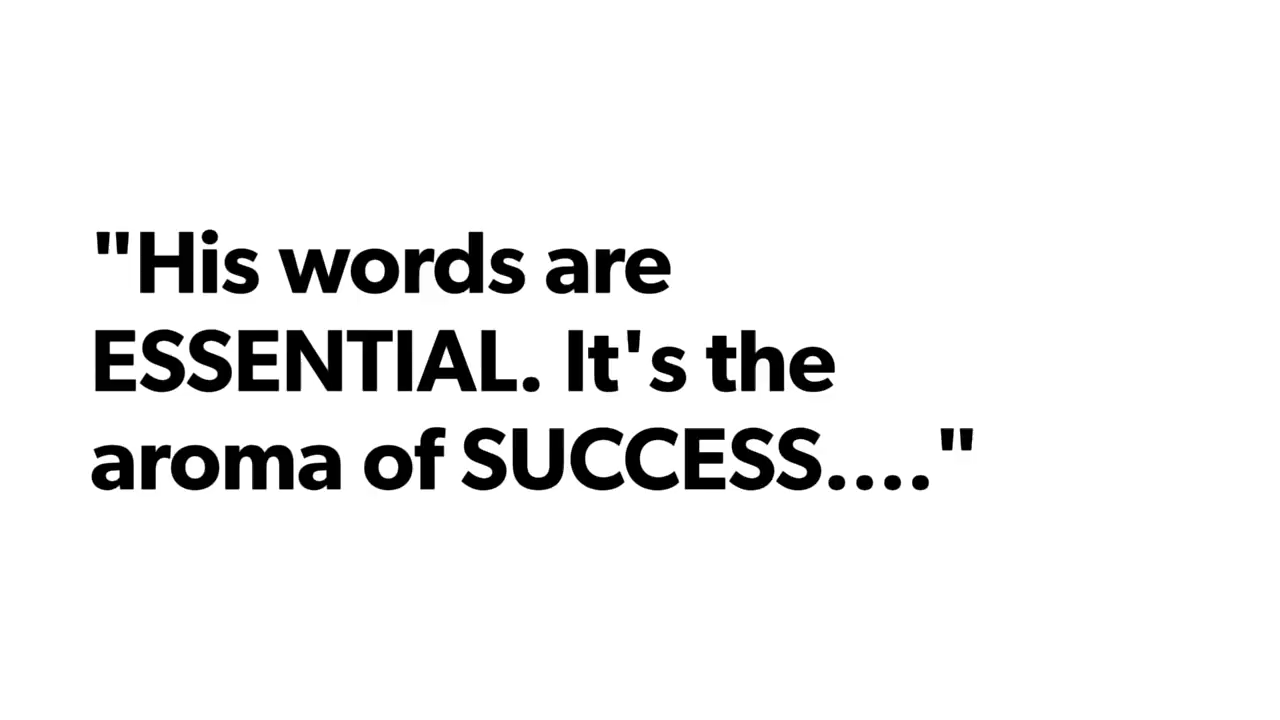 "His words are
ESSENTIAL. It's the
aroma of SUCCESS...."